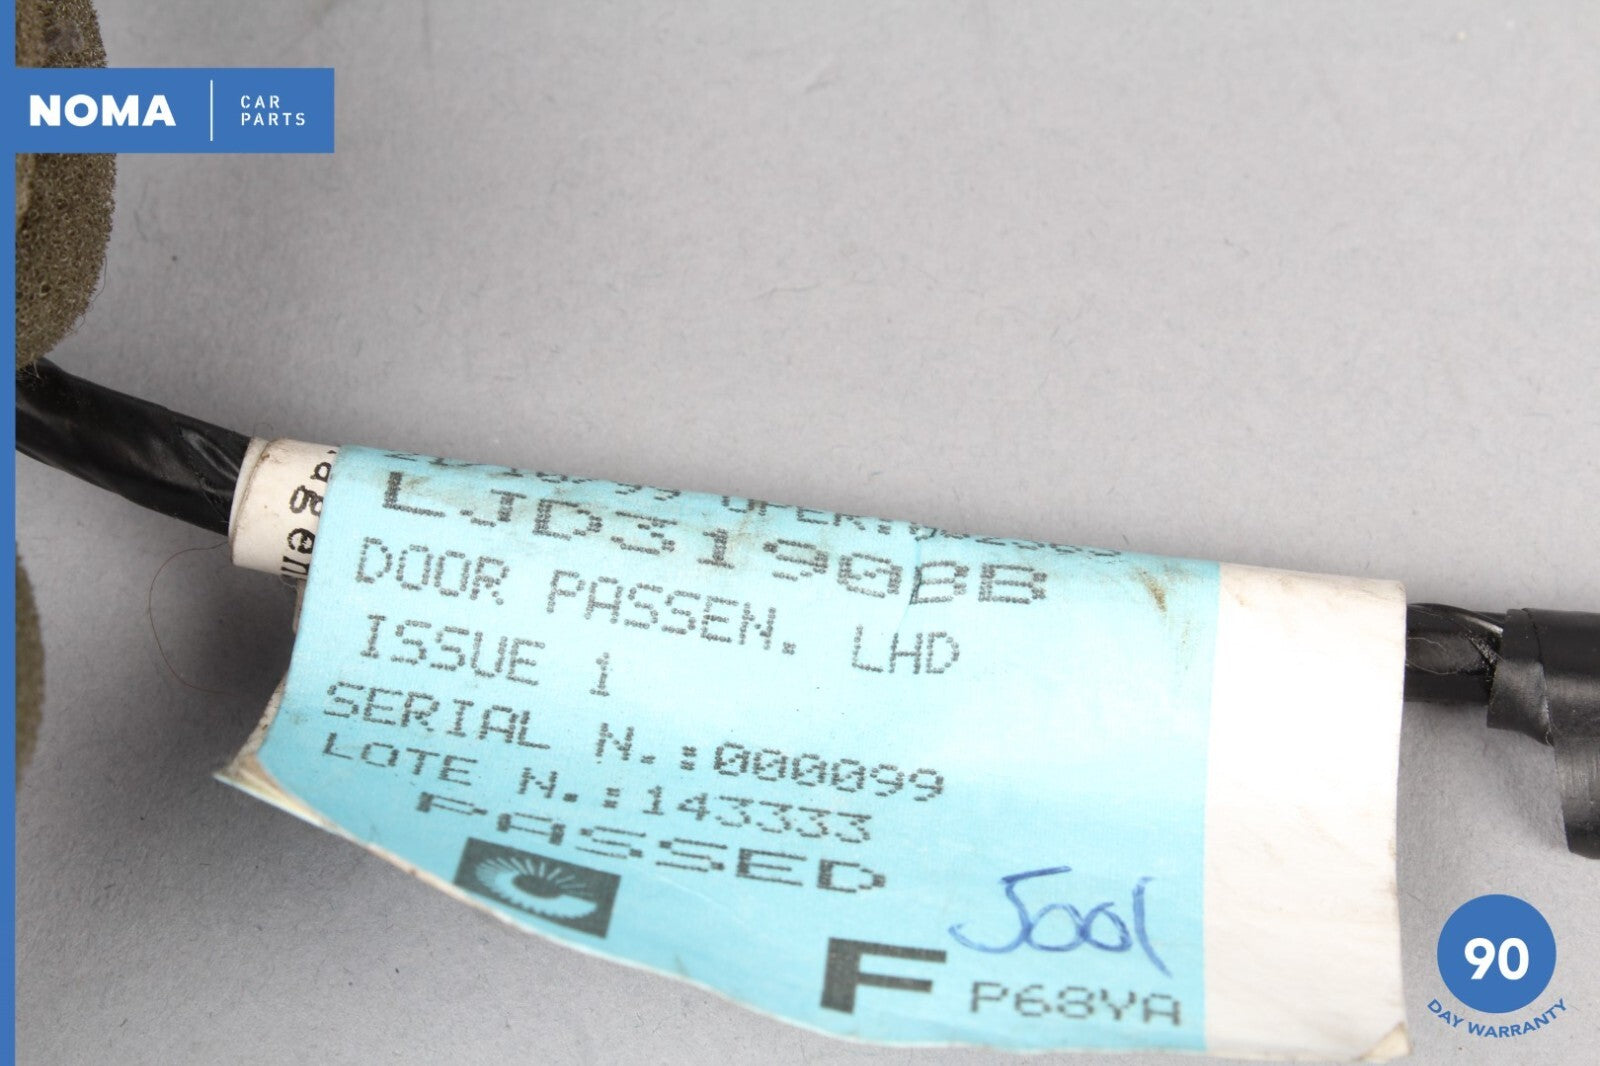 NOMA
CAR
PARTS
LJD3190BB
DOOR PASSEN. LHD
ISSUE 1
SERIAL N.:000099
LOTE N.:143333
PASSED
5001
F P68YA
90
DAY WARRANTY